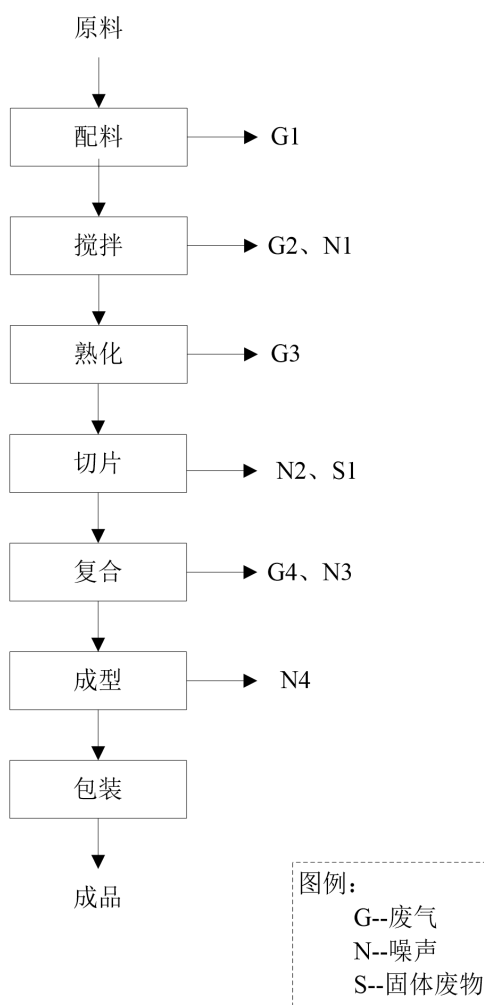 原料
配料
G1
搅拌
G2、N1
熟化
G3
切片
N2、S1
复合
G4、N3
成型
N4
包装
成品
图例：
G--废气
N--噪声
S--固体废物